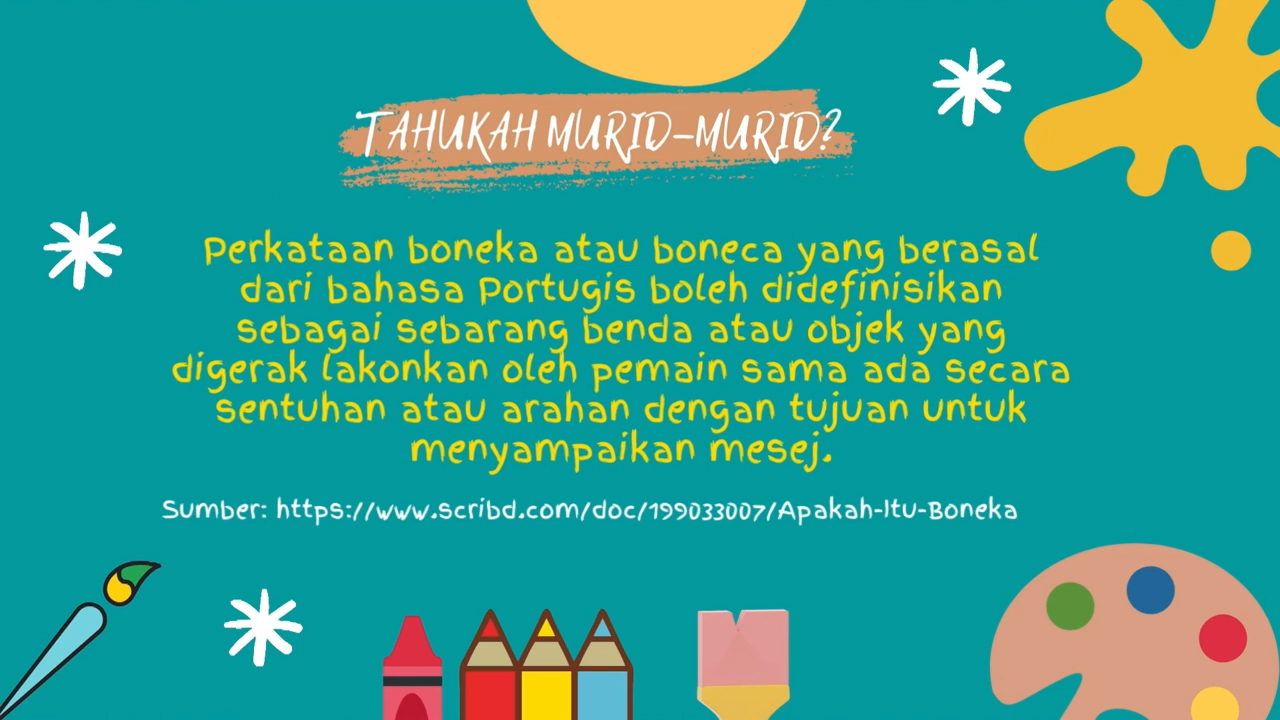 TAHUKAH MURID-MURID?
Perkataan boneka atau boneca yang berasal
dari bahasa Portugis boleh didefinisikan
sebagai sebarang benda atau objek yang
digerak lakonkan oleh pemain sama ada secara
sentuhan atau arahan dengan tujuan untuk
menyampaikan mesej.
Sumber: https://www.scribd.com/doc/199033007/Apakah-Itu-Boneka